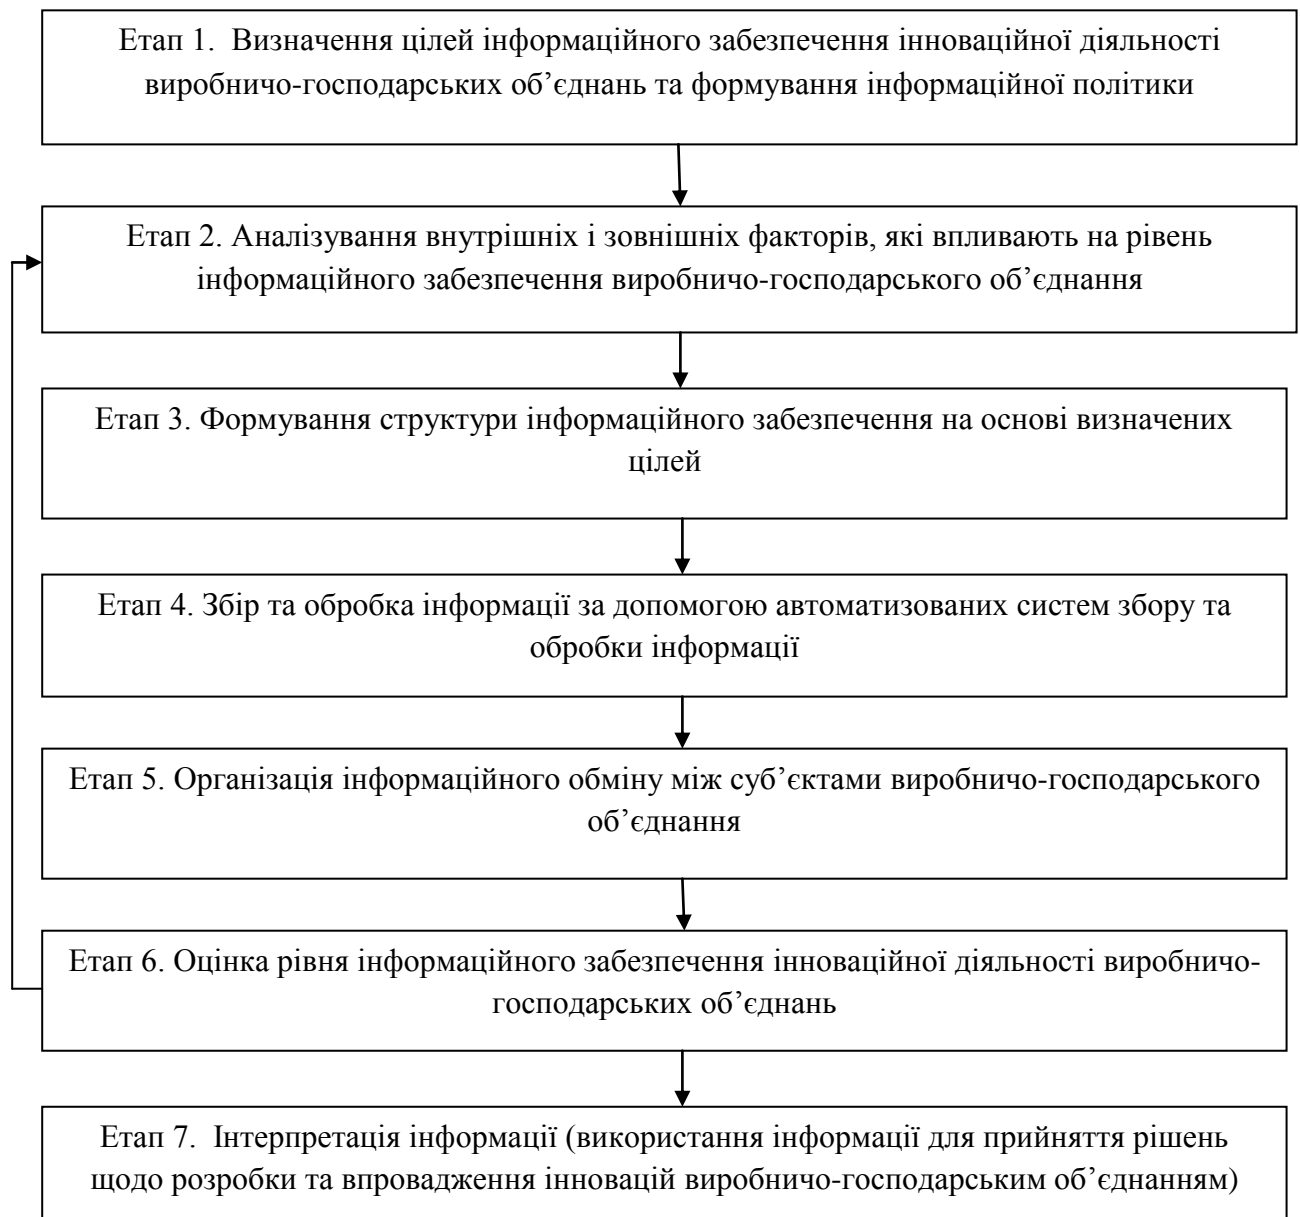 Етап 1.  Визначення цілей інформаційного забезпечення інноваційної діяльності
виробничо-господарських об’єднань та формування інформаційної політики
Етап 2. Аналізування внутрішніх і зовнішніх факторів, які впливають на рівень
інформаційного забезпечення виробничо-господарського об’єднання
Етап 3. Формування структури інформаційного забезпечення на основі визначених
цілей
Етап 4. Збір та обробка інформації за допомогою автоматизованих систем збору та
обробки інформації
Етап 5. Організація інформаційного обміну між суб’єктами виробничо-господарського
об’єднання
Етап 6. Оцінка рівня інформаційного забезпечення інноваційної діяльності виробничо-
господарських об’єднань
Етап 7.  Інтерпретація інформації (використання інформації для прийняття рішень
щодо розробки та впровадження інновацій виробничо-господарським об’єднанням)